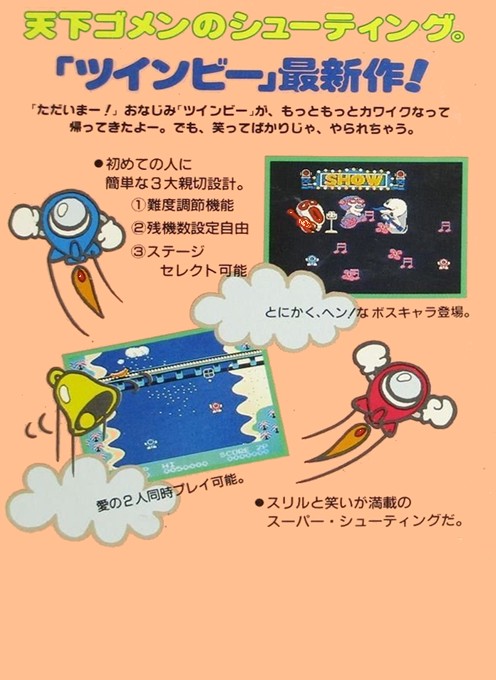 天下ゴメンのシューティング。
「ツインビー」最新作!
「ただいまー!」おなじみ「ツインビー」が、もっともっとカワイクなって
帰ってきたよー。でも、笑ってばかりじゃ、やられちゃう。
●初めての人に
簡単な3大親切設計。
①難度調節機能
②残機数設定自由
③ステージ
セレクト可能
SHOW
とにかく、ヘン!なボスキャラ登場。
HI
SCORE
愛の2人同時プレイ可能。
●スリルと笑いが満載の
スーパー・シューティングだ。